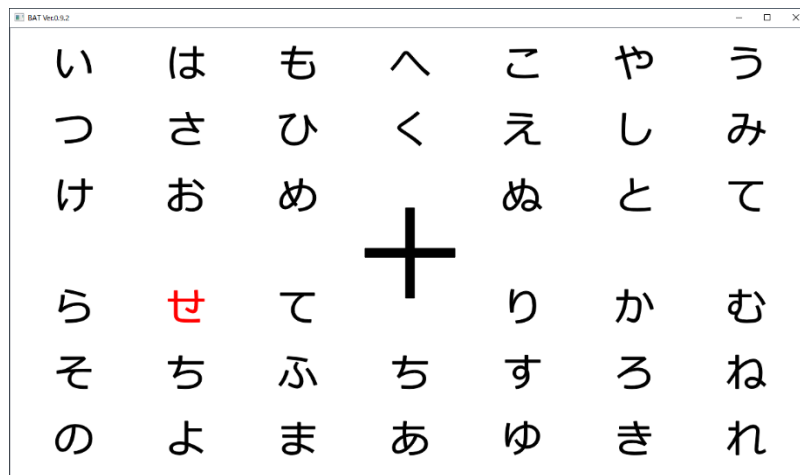 BAT Ver.0.9.2
い は も へ こ や う
つ さ ひ く え し み
け お め ぬ と て
ら せ て り か む
そ ち ふ ち す ろ ね
の よ ま あ ゆ き れ